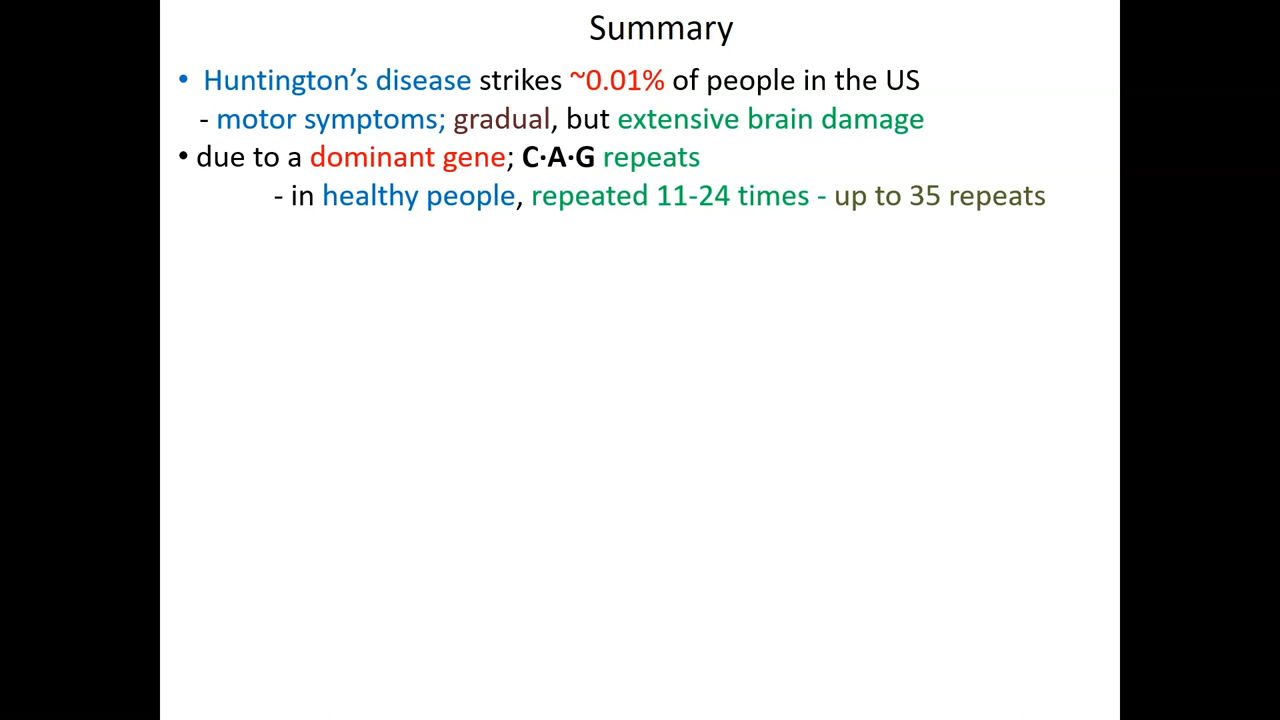 Summary
• Huntington’s disease strikes ~0.01% of people in the US
- motor symptoms; gradual, but extensive brain damage
• due to a dominant gene; C·A·G repeats
- in healthy people, repeated 11-24 times - up to 35 repeats